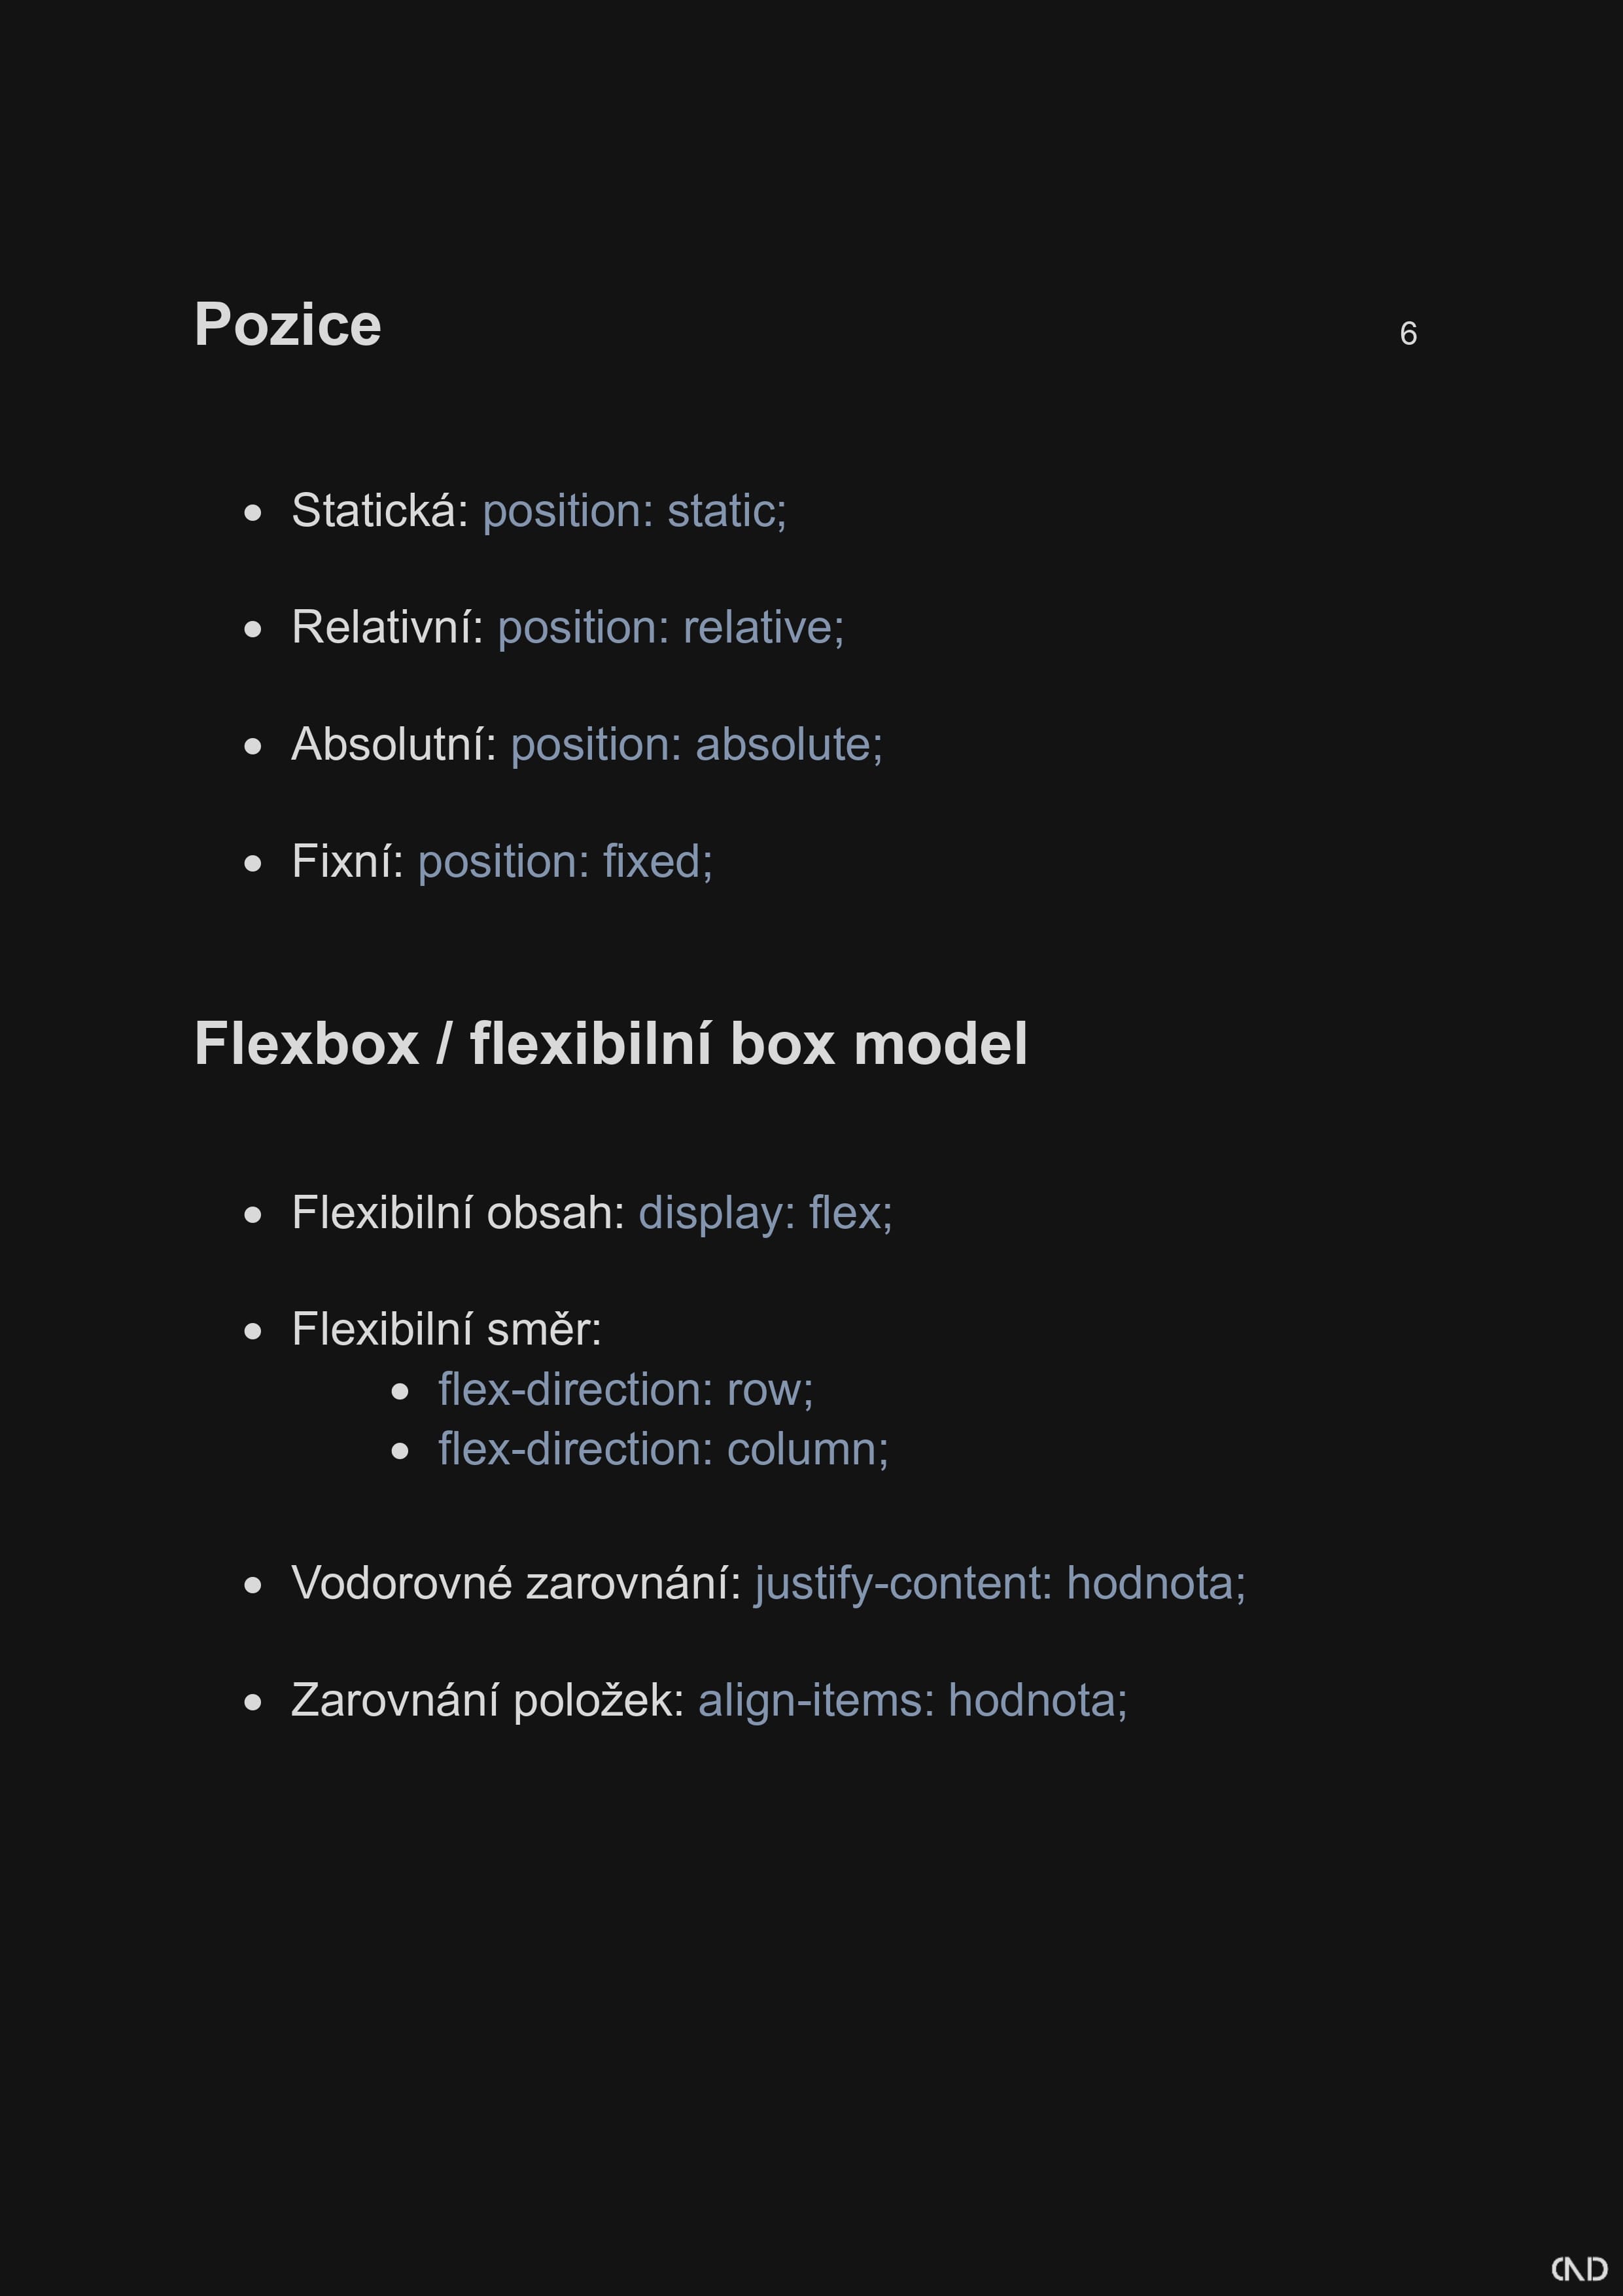 Pozice
6
Statická: position: static;
Relativní: position: relative;
Absolutní: position: absolute;
Fixní: position: fixed;
Flexbox / flexibilní box model
Flexibilní obsah: display: flex;
Flexibilní směr:
flex-direction: row;
flex-direction: column;
Vodorovné zarovnání: justify-content: hodnota;
Zarovnání položek: align-items: hodnota;